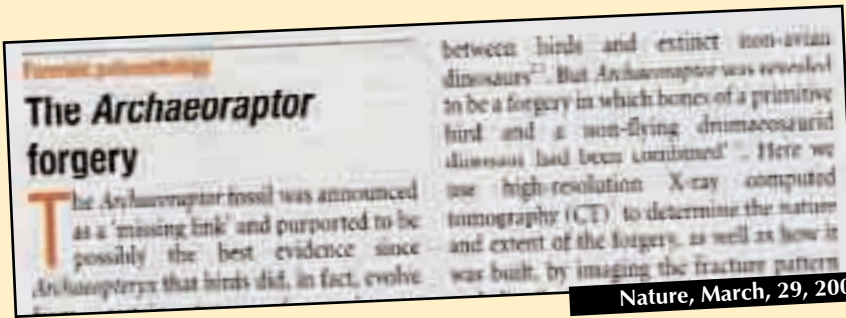 Forensic palaeontology
The Archaeoraptor
forgery
The Archaeoraptor fossil was announced
as a 'missing link' and purported to be
possibly the best evidence since
Archaeopteryx that birds did, in fact, evolve
between birds and extinct non-avian
dinosaurs. But Archaeoraptor was revealed
to be a forgery in which bones of a primitive
bird and a non-flying dromaeosaurid
dinosaur had been combined. Here we
use high-resolution X-ray computed
tomography (CT) to determine the nature
and extent of the forgery, as well as how it
was built, by imaging the fracture pattern
Nature, March, 29, 200